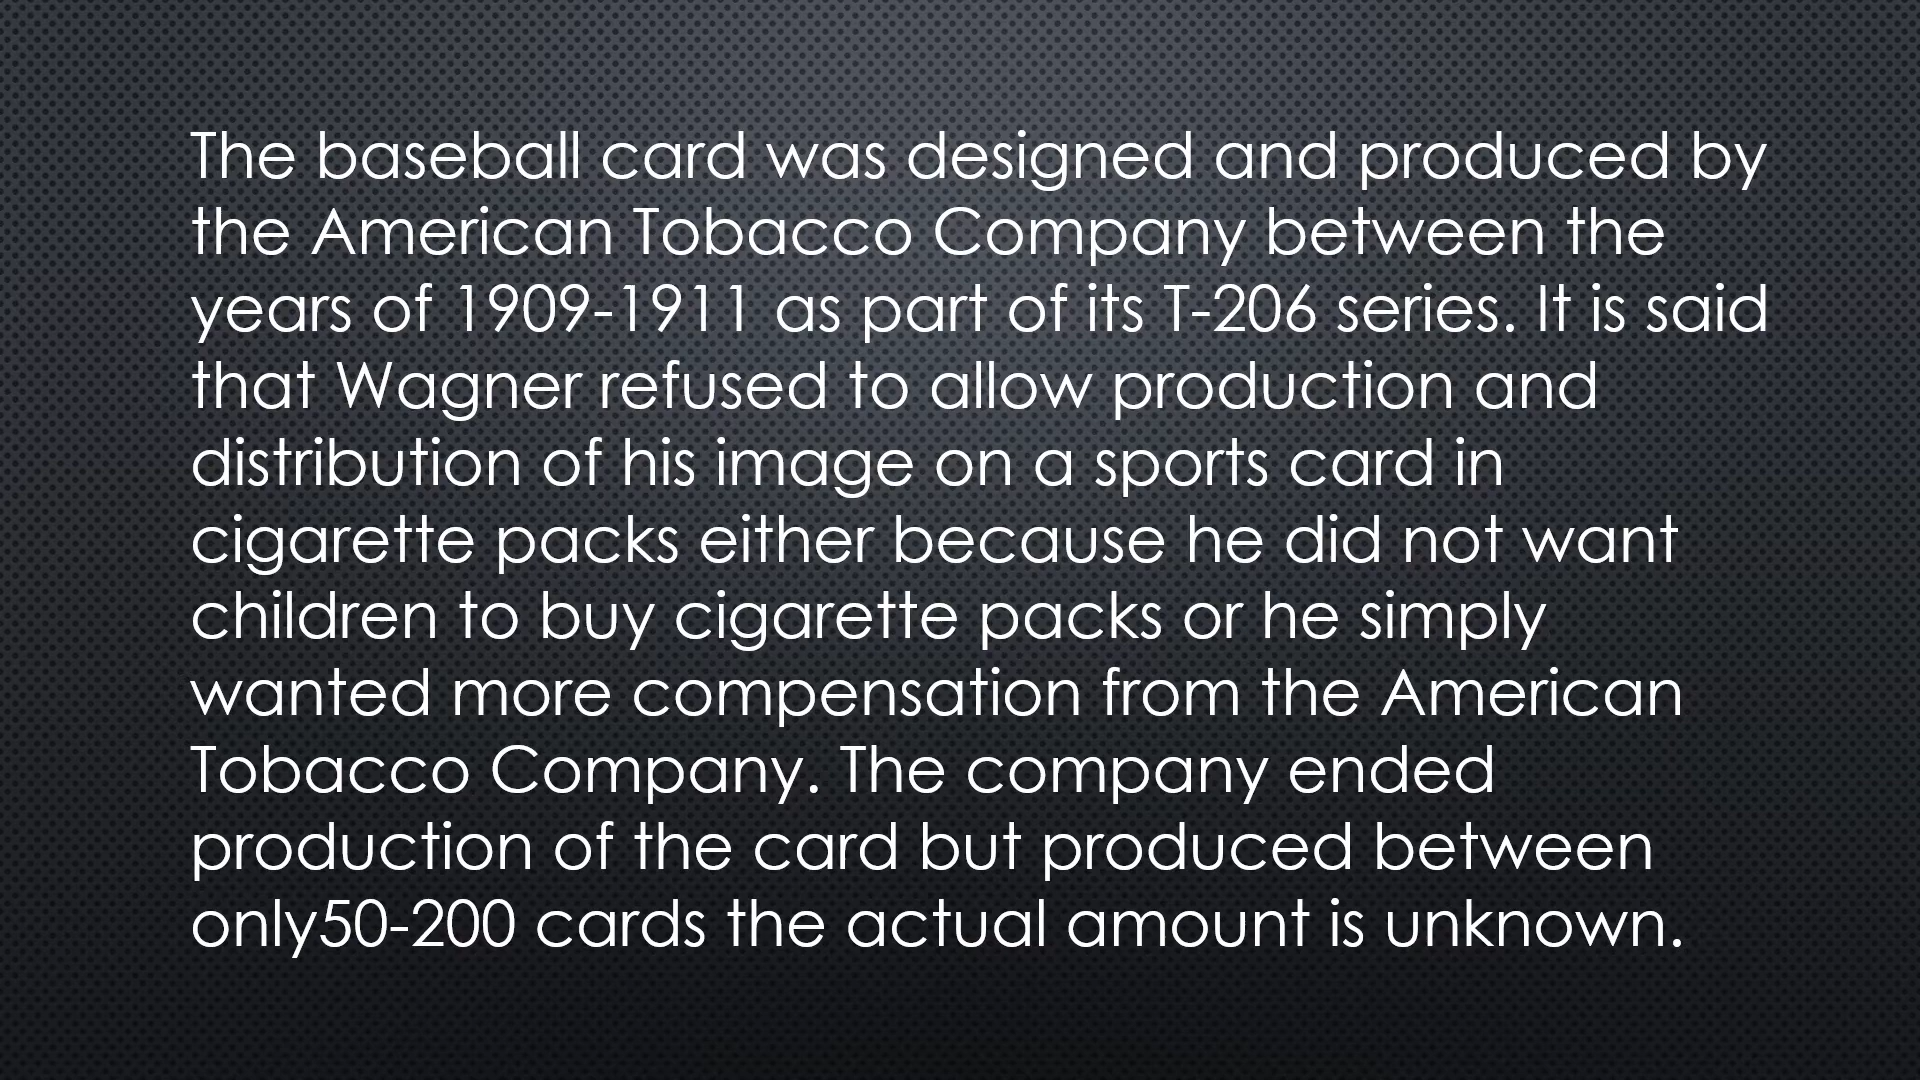 The baseball card was designed and produced by
the American Tobacco Company between the
years of 1909-1911 as part of its T-206 series. It is said
that Wagner refused to allow production and
distribution of his image on a sports card in
cigarette packs either because he did not want
children to buy cigarette packs or he simply
wanted more compensation from the American
Tobacco Company. The company ended
production of the card but produced between
only50-200 cards the actual amount is unknown.